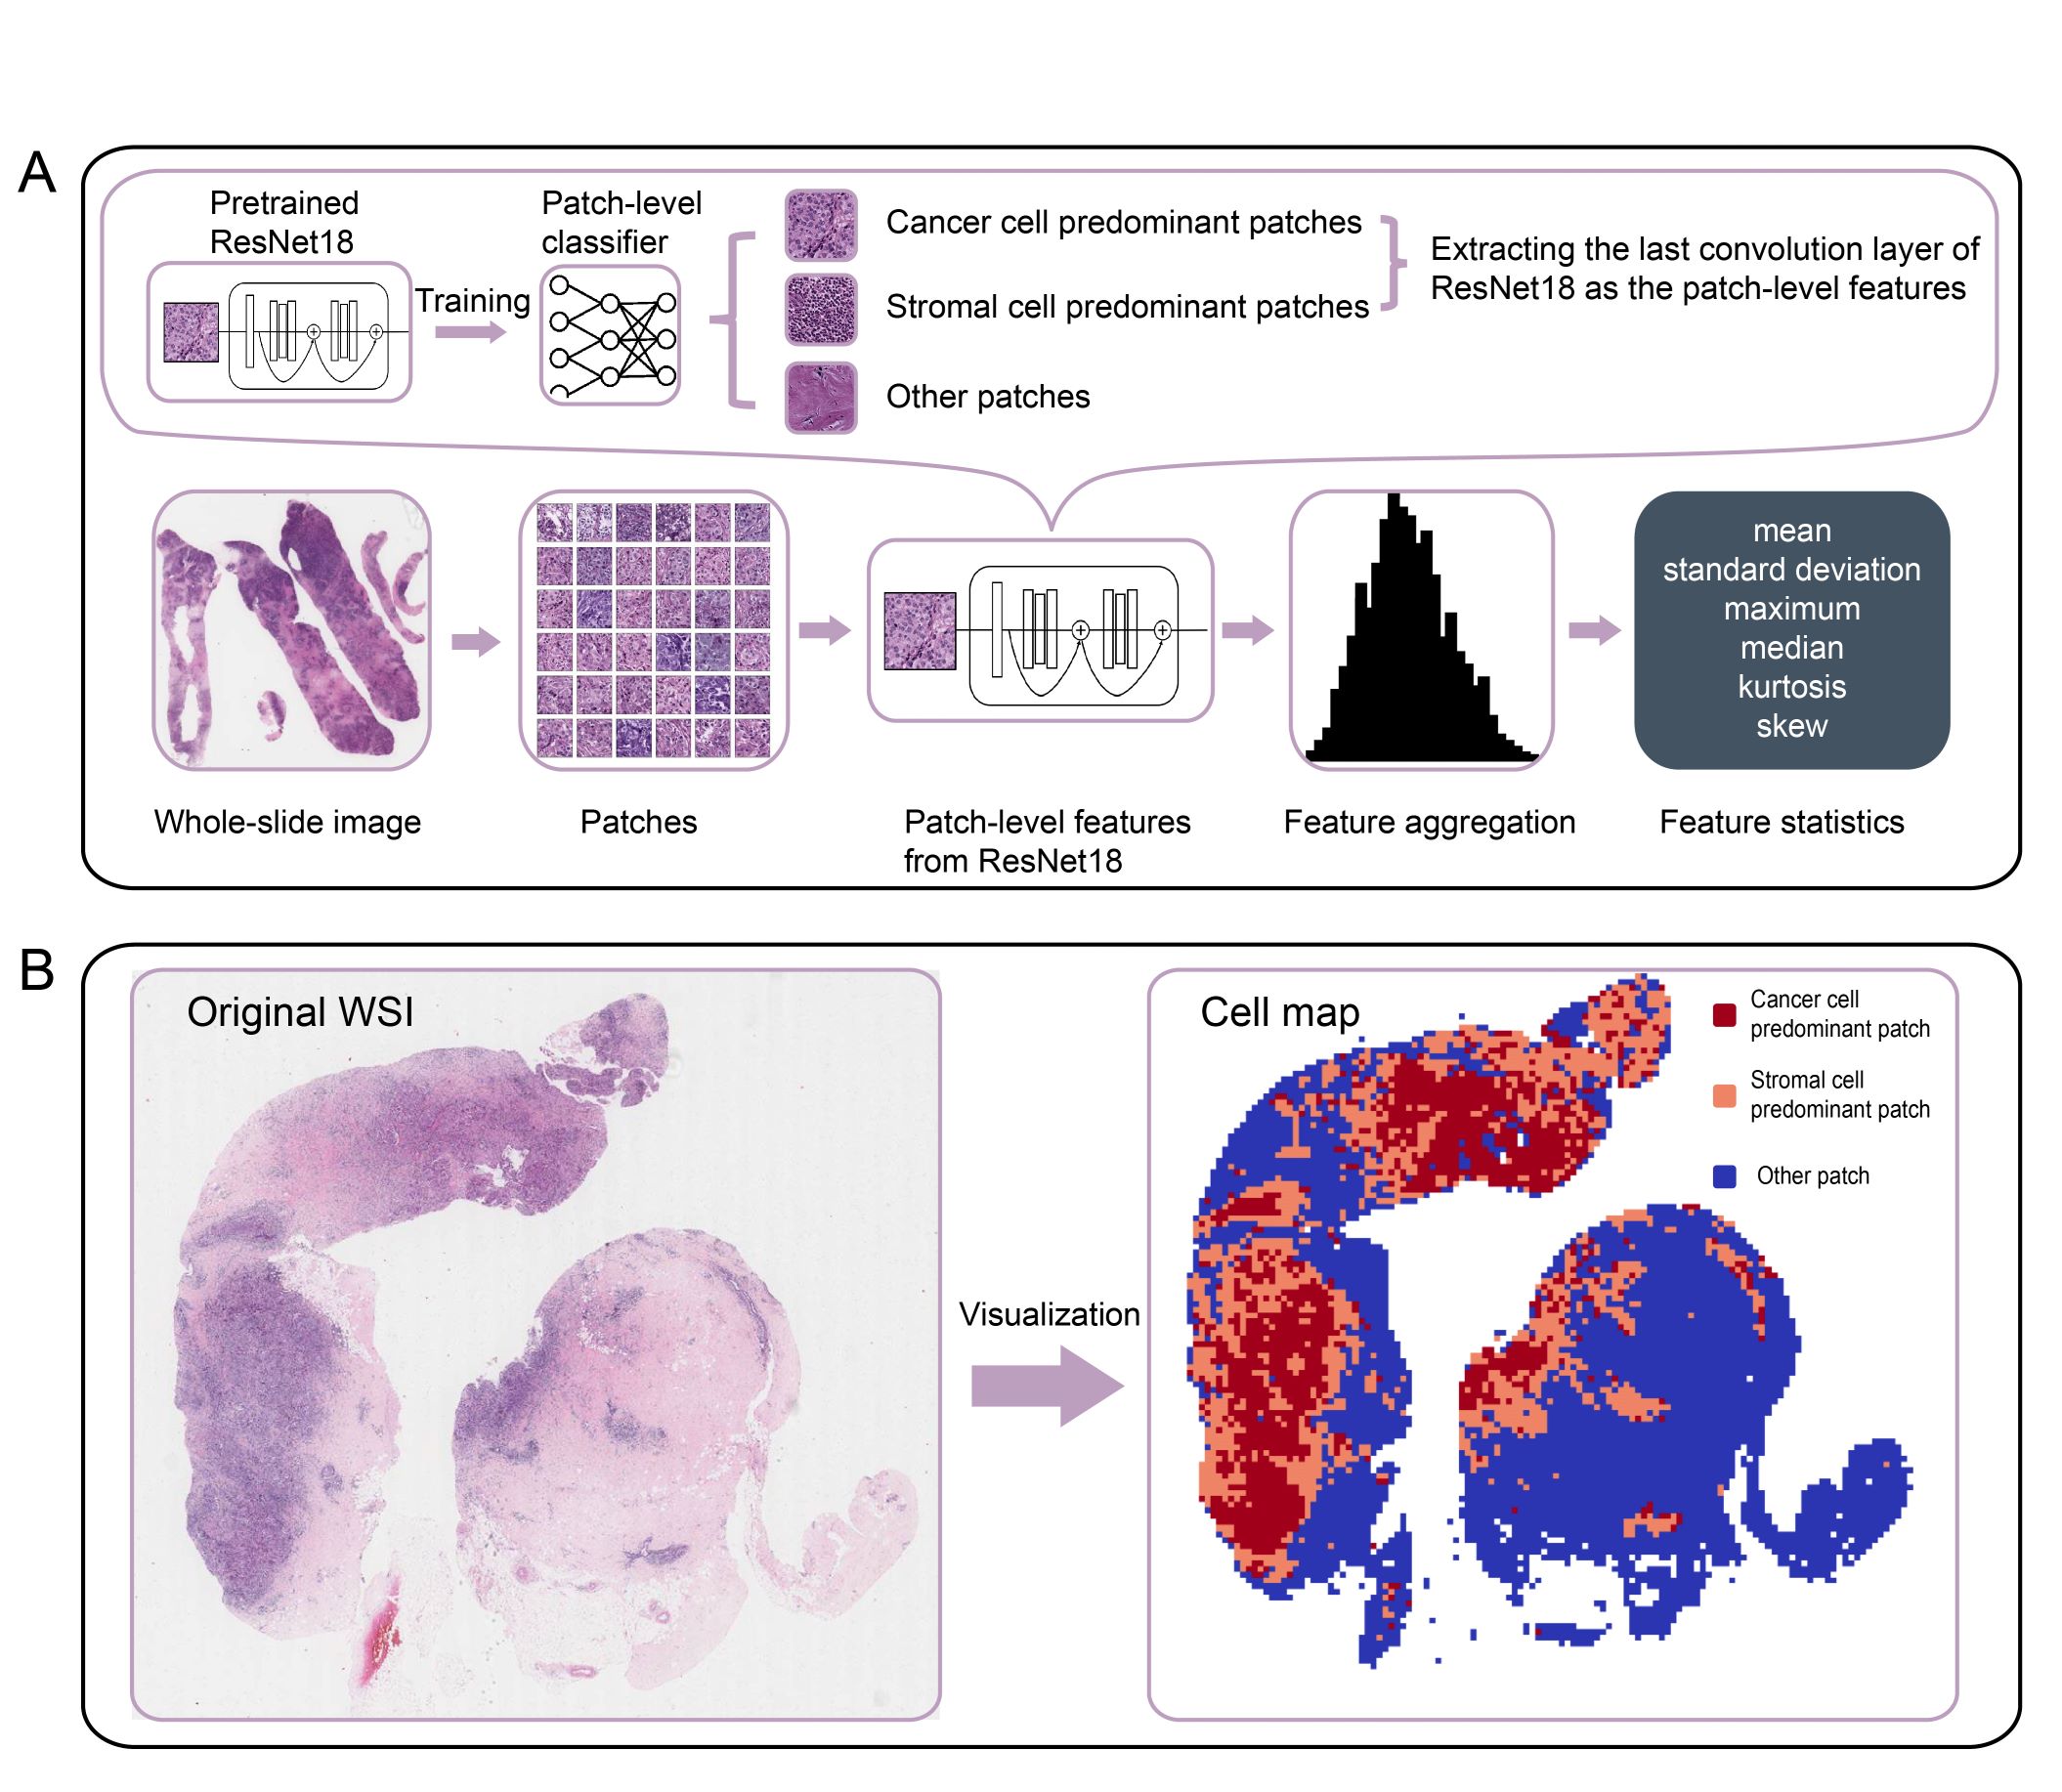 A
Pretrained
ResNet18
Training
Patch-level
classifier
Cancer cell predominant patches
Stromal cell predominant patches
Other patches
Extracting the last convolution layer of
ResNet18 as the patch-level features
mean
standard deviation
maximum
median
kurtosis
skew
Whole-slide image
Patches
Patch-level features
from ResNet18
Feature aggregation
Feature statistics
B
Original WSI
Visualization
Cell map
Cancer cell
predominant patch
Stromal cell
predominant patch
Other patch